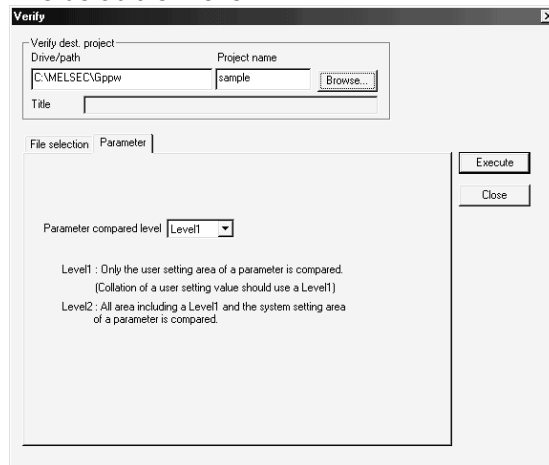 Verify
Verify dest. project
Drive/path Project name
C:\MELSEC\Gppw sample Browse...
Title
File selection Parameter
Execute
Close
Parameter compared level Level1
Level1 : Only the user setting area of a parameter is compared.
(Collation of a user setting value should use a Level1)
Level2 : All area including a Level1 and the system setting area
of a parameter is compared.